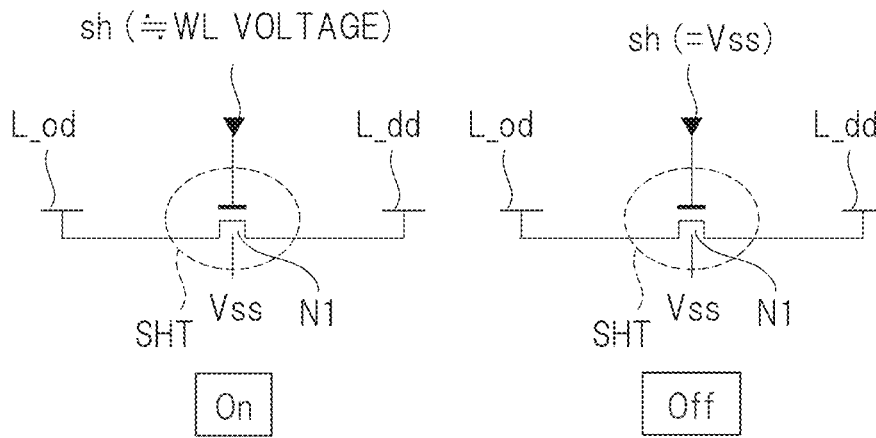 sh (≒WL VOLTAGE)
sh (=Vss)
L_od
L_dd
L_od
L_dd
Vss
N1
SHT
Vss
N1
SHT
On
Off